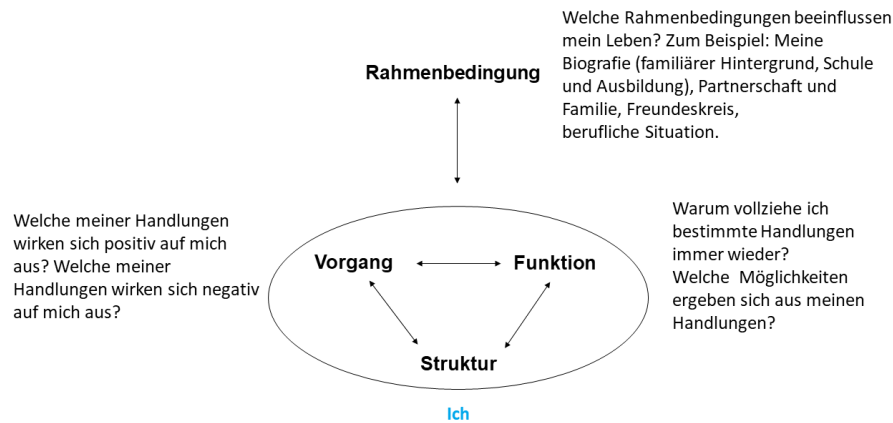 Welche Rahmenbedingungen beeinflussen
mein Leben? Zum Beispiel: Meine
Biografie (familiärer Hintergrund, Schule
und Ausbildung), Partnerschaft und
Familie, Freundeskreis,
berufliche Situation.
Rahmenbedingung
Welche meiner Handlungen
wirken sich positiv auf mich
aus? Welche meiner
Handlungen wirken sich negativ
auf mich aus?
Warum vollziehe ich
bestimmte Handlungen
immer wieder?
Welche Möglichkeiten
ergeben sich aus meinen
Handlungen?
Vorgang
Funktion
Struktur
Ich